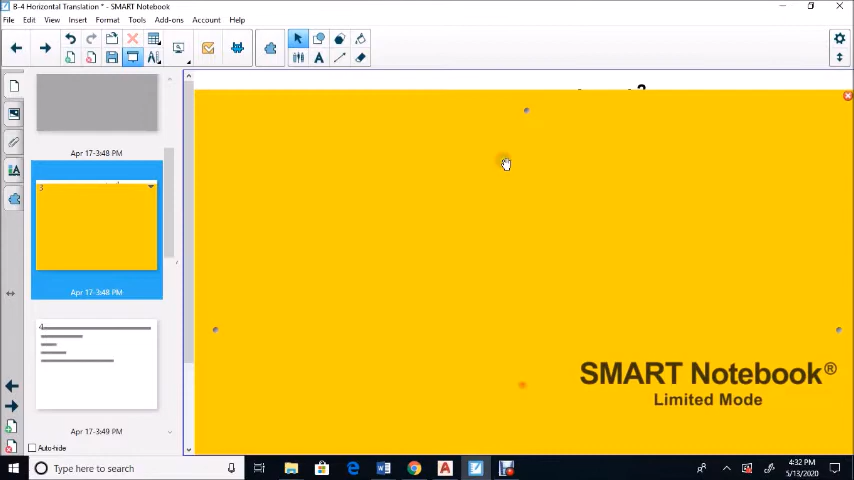 B-4 Horizontal Translation * - SMART Notebook
File Edit View Insert Format Tools Add-ons Account Help
Apr 17-3:48 PM
3
Apr 17-3:48 PM
4
Apr 17-3:49 PM
Auto-hide
SMART Notebook®
Limited Mode
Type here to search
4:32 PM
5/13/2020